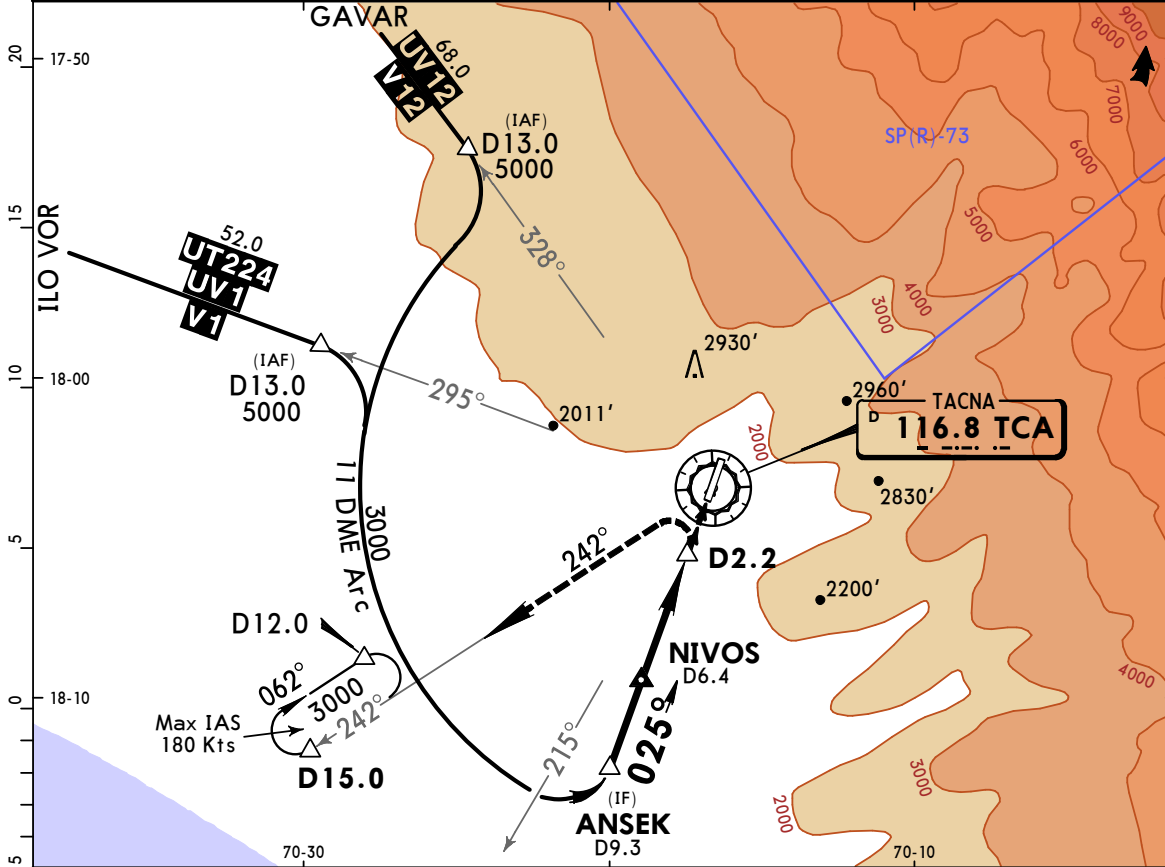 GAVAR
68.0
UV12
V12
(IAF)
D13.0
5000
328°
ILO VOR
52.0
UT224
UV1
V1
(IAF)
D13.0
5000
295°
2011'
2930'
2960'
2830'
2200'
SP(R)-73
9000
8000
7000
6000
5000
4000
3000
2000
TACNA
D
116.8 TCA
11 DME Arc
3000
242°
D2.2
NIVOS
D6.4
025°
215°
(IF)
ANSEK
D9.3
D12.0
062°
3000
242°
Max IAS
180 Kts
D15.0
4000
3000
2000
20
15
10
5
0
5
17-50
18-00
18-10
70-30
70-10